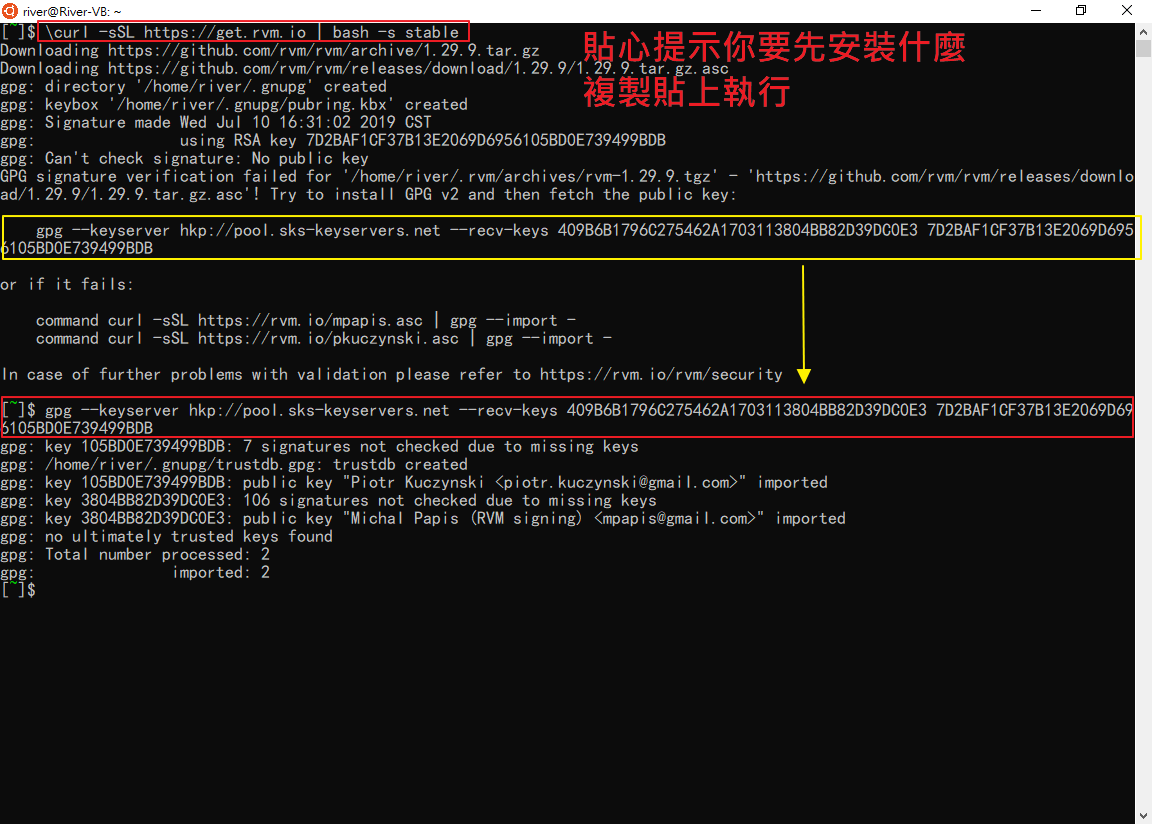 river@River-VB: ~
[~]$ \curl -sSL https://get.rvm.io | bash -s stable
貼心提示你要先安裝什麼
複製貼上執行
Downloading https://github.com/rvm/rvm/archive/1.29.9.tar.gz
Downloading https://github.com/rvm/rvm/releases/download/1.29.9/1.29.9.tar.gz.asc
gpg: directory '/home/river/.gnupg' created
gpg: keybox '/home/river/.gnupg/pubring.kbx' created
gpg: Signature made Wed Jul 10 16:31:02 2019 CST
gpg:                using RSA key 7D2BAF1CF37B13E2069D6956105BD0E739499BDB
gpg: Can't check signature: No public key
GPG signature verification failed for '/home/river/.rvm/archives/rvm-1.29.9.tgz' - 'https://github.com/rvm/rvm/releases/downlo
ad/1.29.9/1.29.9.tar.gz.asc'! Try to install GPG v2 and then fetch the public key:
gpg --keyserver hkp://pool.sks-keyservers.net --recv-keys 409B6B1796C275462A1703113804BB82D39DC0E3 7D2BAF1CF37B13E2069D695
6105BD0E739499BDB
or if it fails:
command curl -sSL https://rvm.io/mpapis.asc | gpg --import -
command curl -sSL https://rvm.io/pkuczynski.asc | gpg --import -
In case of further problems with validation please refer to https://rvm.io/rvm/security
[~]$ gpg --keyserver hkp://pool.sks-keyservers.net --recv-keys 409B6B1796C275462A1703113804BB82D39DC0E3 7D2BAF1CF37B13E2069D69
6105BD0E739499BDB
gpg: key 105BD0E739499BDB: 7 signatures not checked due to missing keys
gpg: /home/river/.gnupg/trustdb.gpg: trustdb created
gpg: key 105BD0E739499BDB: public key "Piotr Kuczynski <piotr.kuczynski@gmail.com>" imported
gpg: key 3804BB82D39DC0E3: 106 signatures not checked due to missing keys
gpg: key 3804BB82D39DC0E3: public key "Michal Papis (RVM signing) <mpapis@gmail.com>" imported
gpg: no ultimately trusted keys found
gpg: Total number processed: 2
gpg:               imported: 2
[~]$